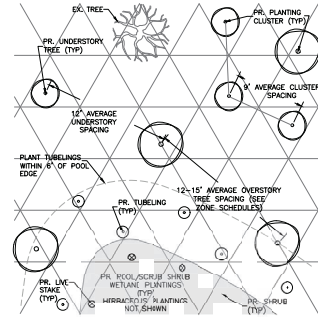 EX. TREE
PR. PLANTING
CLUSTER (TYP)
PR. UNDERSTORY
TREE (TYP)
9' AVERAGE CLUSTER
SPACING
12' AVERAGE
UNDERSTORY
SPACING
PLANT TUBELINGS
WITHIN 6' OF POOL
EDGE
12-15' AVERAGE OVERSTORY
TREE SPACING (SEE
ZONE SCHEDULES)
PR. TUBELING
(TYP)
PR. POOL/SCRUB SHRUB
WETLAND PLANTINGS
(TYP)
HERBACEOUS PLANTINGS
NOT SHOWN
PR. LIVE
STAKE
(TYP)
PR. SHRUB
(TYP)